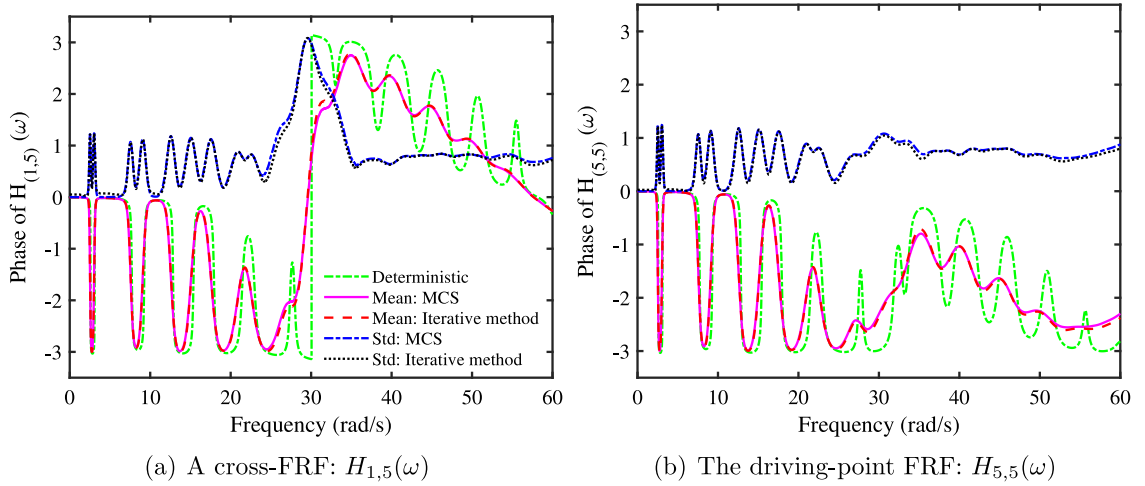 3
2
1
0
-1
-2
-3
Phase of H(1,5) (ω)
Deterministic
Mean: MCS
Mean: Iterative method
Std: MCS
Std: Iterative method
0 10 20 30 40 50 60
Frequency (rad/s)
(a) A cross-FRF: H1,5(ω)
3
2
1
0
-1
-2
-3
Phase of H(5,5) (ω)
0 10 20 30 40 50 60
Frequency (rad/s)
(b) The driving-point FRF: H5,5(ω)